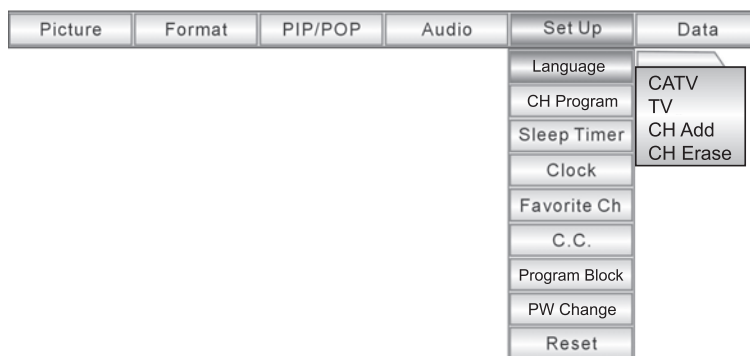 Picture Format PIP/POP Audio Set Up Data
Language
CH Program
Sleep Timer
Clock
Favorite Ch
C.C.
Program Block
PW Change
Reset
CATV
TV
CH Add
CH Erase